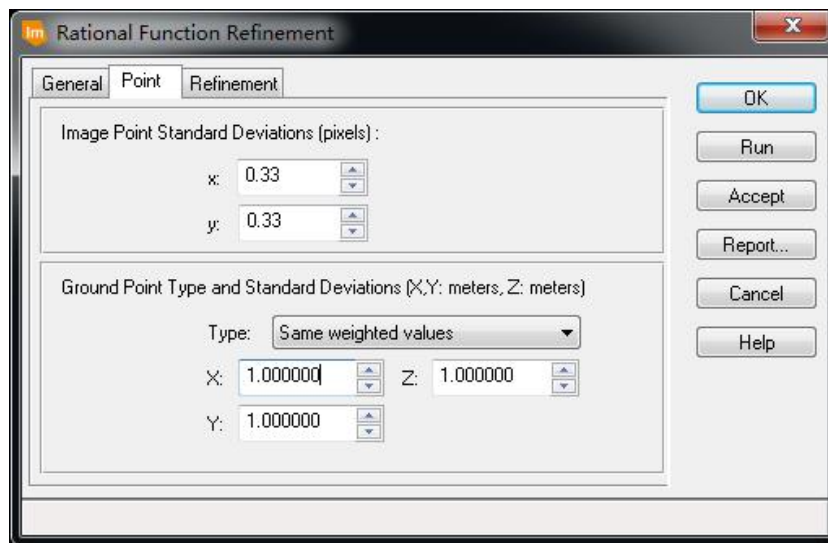 Im Rational Function Refinement
General Point Refinement
Image Point Standard Deviations (pixels) :
x: 0.33
y: 0.33
Ground Point Type and Standard Deviations (X,Y: meters, Z: meters)
Type: Same weighted values
X: 1.000000 Z: 1.000000
Y: 1.000000
OK
Run
Accept
Report...
Cancel
Help